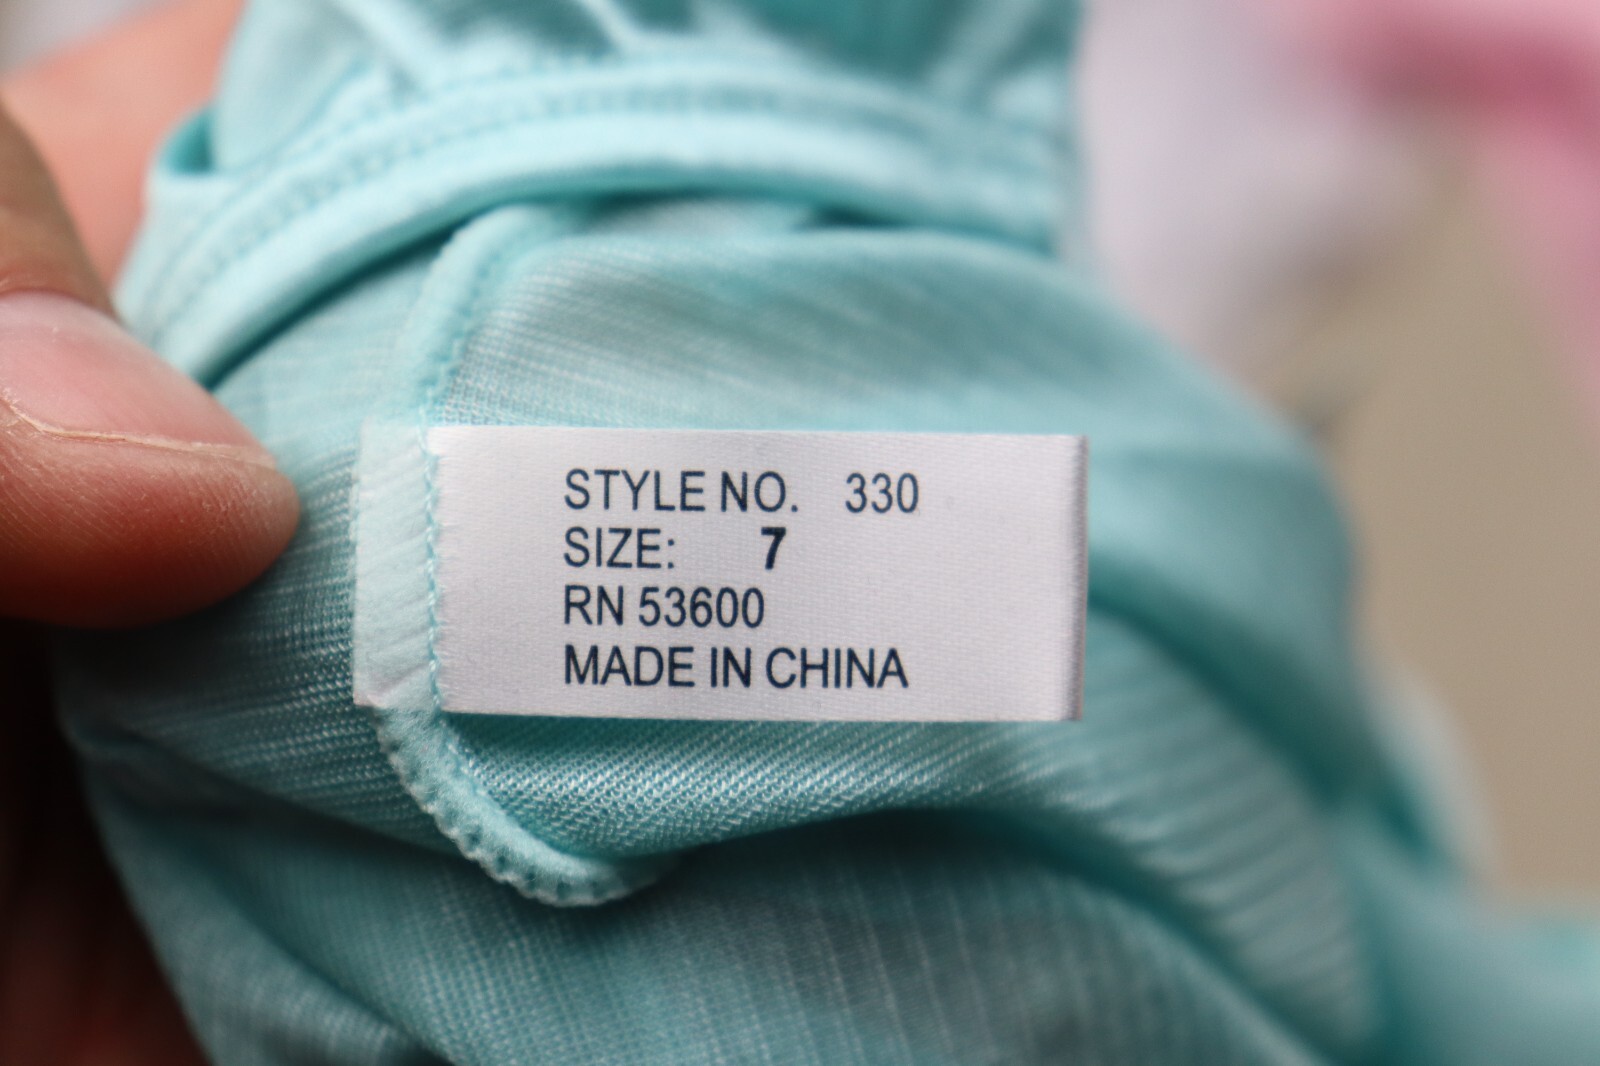 STYLE NO. 330
SIZE: 7
RN 53600
MADE IN CHINA